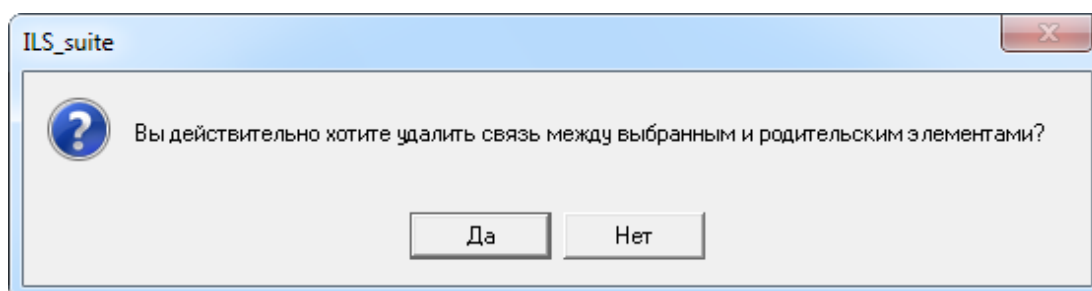 ILS_suite
Вы действительно хотите удалить связь между выбранным и родительским элементами?
Да
Нет